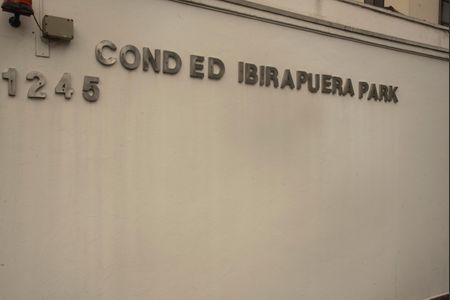 COND ED IBIRAPUERA PARK
1245